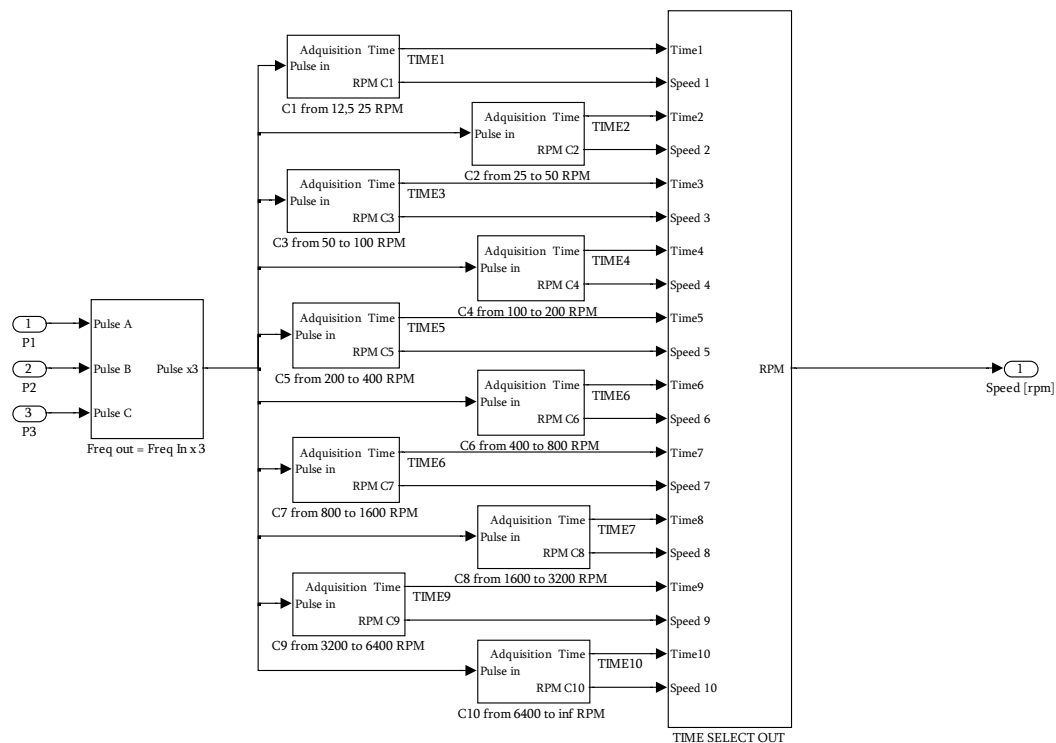 Adquisition Time
Pulse in
RPM C1
TIME1
C1 from 12,5 25 RPM
Time1
Speed 1
Adquisition Time
Pulse in
RPM C2
TIME2
C2 from 25 to 50 RPM
Time2
Speed 2
Adquisition Time
Pulse in
RPM C3
TIME3
C3 from 50 to 100 RPM
Time3
Speed 3
Adquisition Time
Pulse in
RPM C4
TIME4
C4 from 100 to 200 RPM
Time4
Speed 4
1
P1
2
P2
3
P3
Pulse A
Pulse B
Pulse x3
Pulse C
Freq out = Freq In x 3
Adquisition Time
Pulse in
RPM C5
TIME5
C5 from 200 to 400 RPM
Time5
Speed 5
RPM
1
Speed [rpm]
Adquisition Time
Pulse in
RPM C6
TIME6
C6 from 400 to 800 RPM
Time6
Speed 6
Adquisition Time
Pulse in
RPM C7
TIME6
C7 from 800 to 1600 RPM
Time7
Speed 7
Adquisition Time
Pulse in
RPM C8
TIME7
C8 from 1600 to 3200 RPM
Time8
Speed 8
Adquisition Time
Pulse in
RPM C9
TIME9
C9 from 3200 to 6400 RPM
Time9
Speed 9
Adquisition Time
Pulse in
RPM C10
TIME10
C10 from 6400 to inf RPM
Time10
Speed 10
TIME SELECT OUT